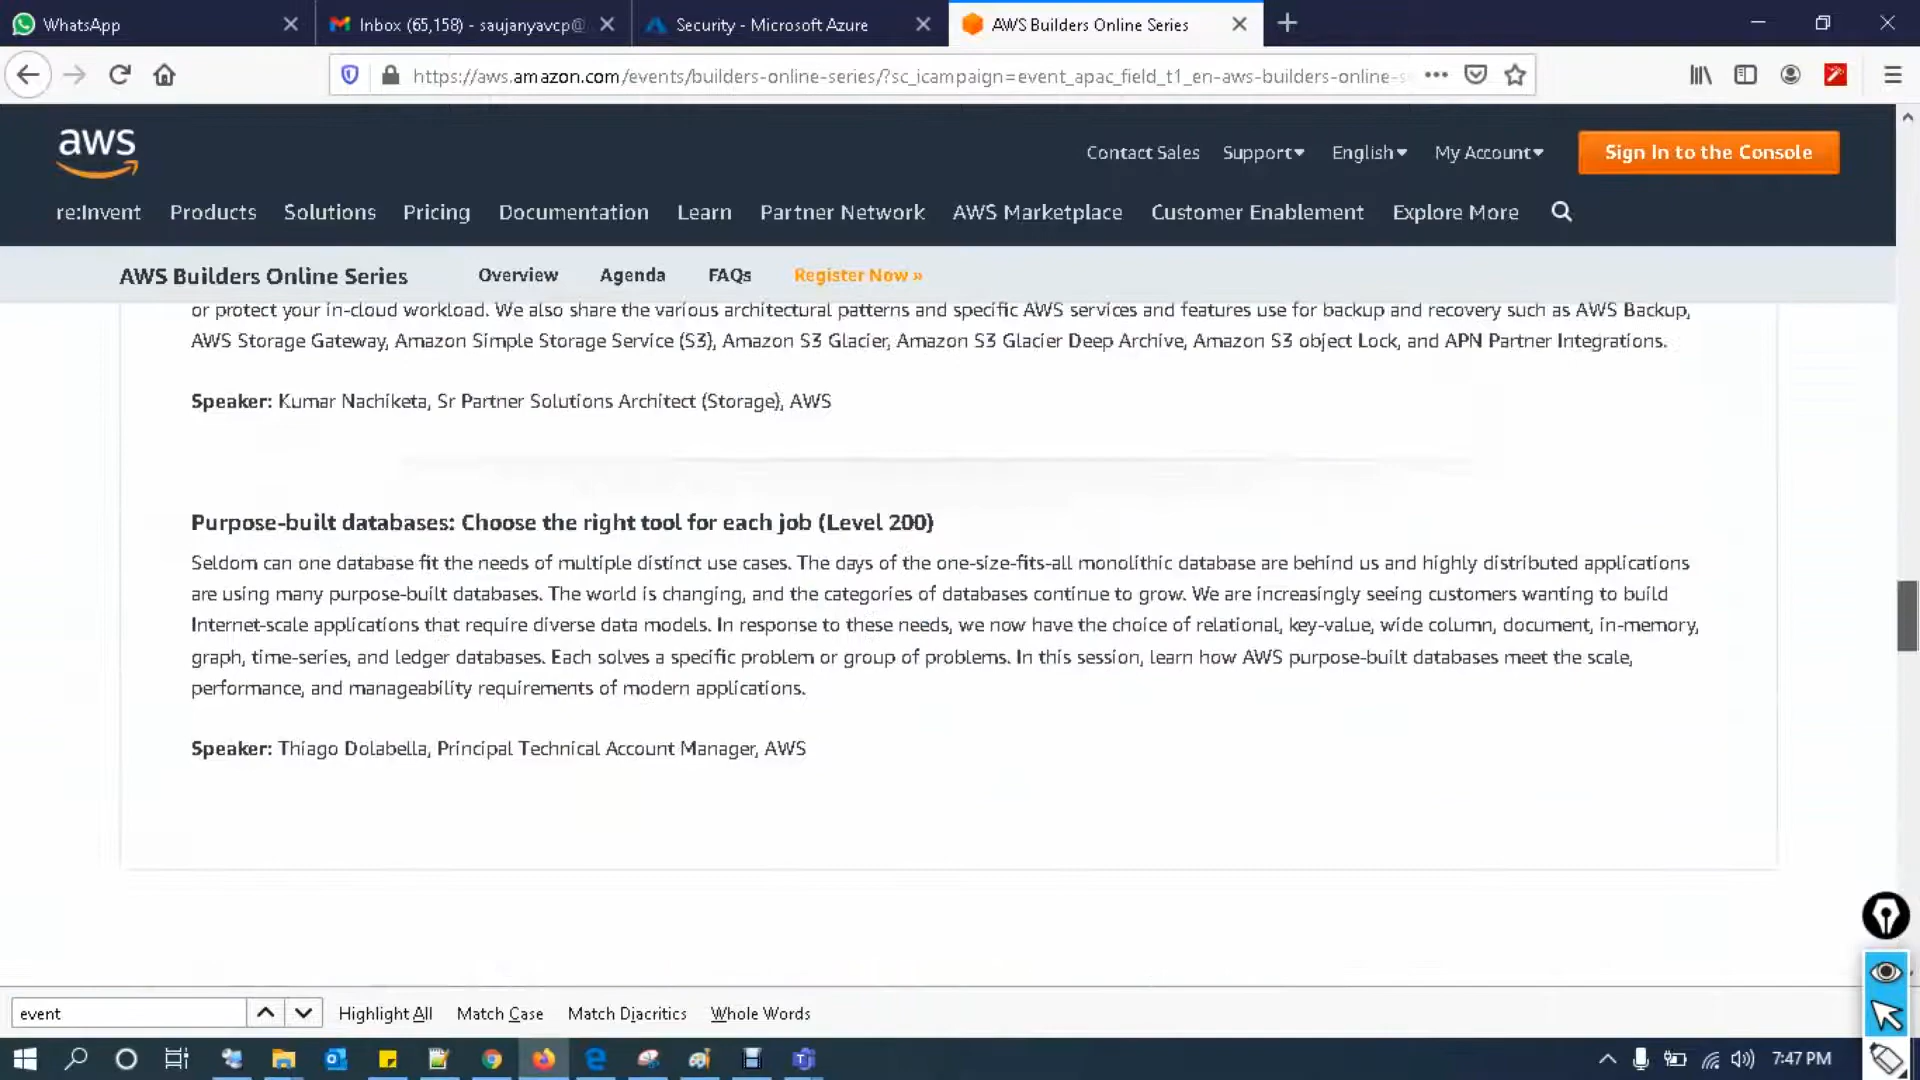 WhatsApp
Inbox (65,158) - saujanyavcp@
Security - Microsoft Azure
AWS Builders Online Series
https://aws.amazon.com/events/builders-online-series/?sc_icampaign=event_apac_field_t1_en-aws-builders-online-s
aws
Contact Sales Support English My Account Sign In to the Console
re:Invent Products Solutions Pricing Documentation Learn Partner Network AWS Marketplace Customer Enablement Explore More
AWS Builders Online Series Overview Agenda FAQs Register Now »
or protect your in-cloud workload. We also share the various architectural patterns and specific AWS services and features use for backup and recovery such as AWS Backup,
AWS Storage Gateway, Amazon Simple Storage Service (S3), Amazon S3 Glacier, Amazon S3 Glacier Deep Archive, Amazon S3 object Lock, and APN Partner Integrations.
Speaker: Kumar Nachiketa, Sr Partner Solutions Architect (Storage), AWS
Purpose-built databases: Choose the right tool for each job (Level 200)
Seldom can one database fit the needs of multiple distinct use cases. The days of the one-size-fits-all monolithic database are behind us and highly distributed applications
are using many purpose-built databases. The world is changing, and the categories of databases continue to grow. We are increasingly seeing customers wanting to build
Internet-scale applications that require diverse data models. In response to these needs, we now have the choice of relational, key-value, wide column, document, in-memory,
graph, time-series, and ledger databases. Each solves a specific problem or group of problems. In this session, learn how AWS purpose-built databases meet the scale,
performance, and manageability requirements of modern applications.
Speaker: Thiago Dolabella, Principal Technical Account Manager, AWS
event Highlight All Match Case Match Diacritics Whole Words
7:47 PM